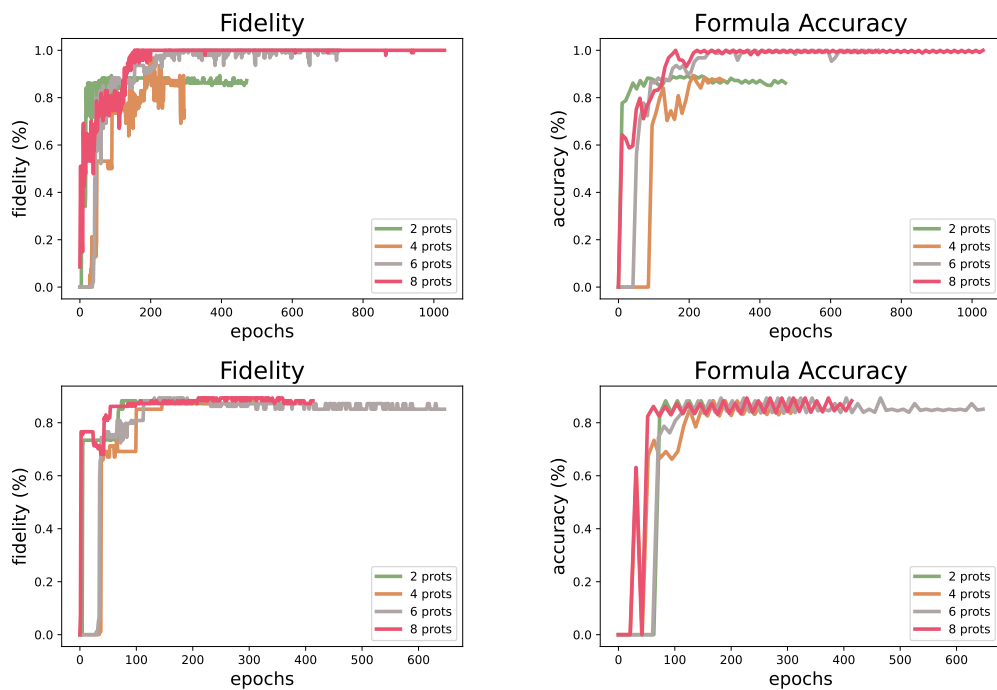 Fidelity
fidelity (%)
1.0
0.8
0.6
0.4
0.2
0.0
0 200 400 600 800 1000
epochs
2 prots
4 prots
6 prots
8 prots
Formula Accuracy
accuracy (%)
1.0
0.8
0.6
0.4
0.2
0.0
0 200 400 600 800 1000
epochs
2 prots
4 prots
6 prots
8 prots
Fidelity
fidelity (%)
0.8
0.6
0.4
0.2
0.0
0 100 200 300 400 500 600
epochs
2 prots
4 prots
6 prots
8 prots
Formula Accuracy
accuracy (%)
0.8
0.6
0.4
0.2
0.0
0 100 200 300 400 500 600
epochs
2 prots
4 prots
6 prots
8 prots